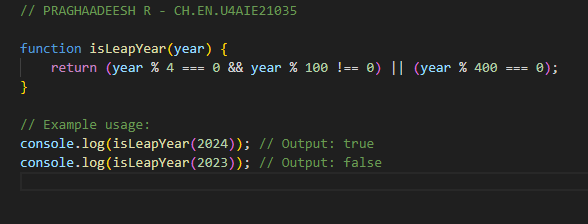 // PRAGHAADEESH R - CH.EN.U4AIE21035
function isLeapYear(year) {
return (year % 4 === 0 && year % 100 !== 0) || (year % 400 === 0);
}
// Example usage:
console.log(isLeapYear(2024)); // Output: true
console.log(isLeapYear(2023)); // Output: false